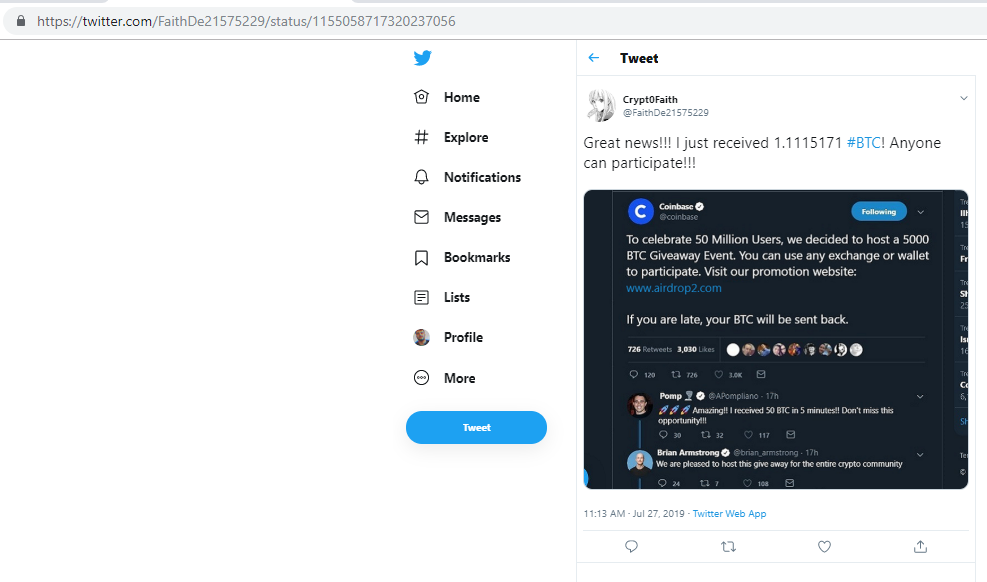 https://twitter.com/FaithDe21575229/status/1155058717320237056
Home
Explore
Notifications
Messages
Bookmarks
Lists
Profile
More
Tweet
Tweet
Crypt0Faith
@FaithDe21575229
Great news!!! I just received 1.1115171 #BTC! Anyone
can participate!!!
Coinbase
@coinbase
Following
To celebrate 50 Million Users, we decided to host a 5000
BTC Giveaway Event. You can use any exchange or wallet
to participate. Visit our promotion website:
www.airdrop2.com
If you are late, your BTC will be sent back.
726 Retweets 3,030 Likes
120 726 3.0K
Pomp @APompliano · 17h
🚀🚀🚀 Amazing!! I received 50 BTC in 5 minutes!! Don't miss this
opportunity!!!
30 32 117
Brian Armstrong @brian_armstrong · 17h
We are pleased to host this give away for the entire crypto community
24 7 108
11:13 AM · Jul 27, 2019 · Twitter Web App